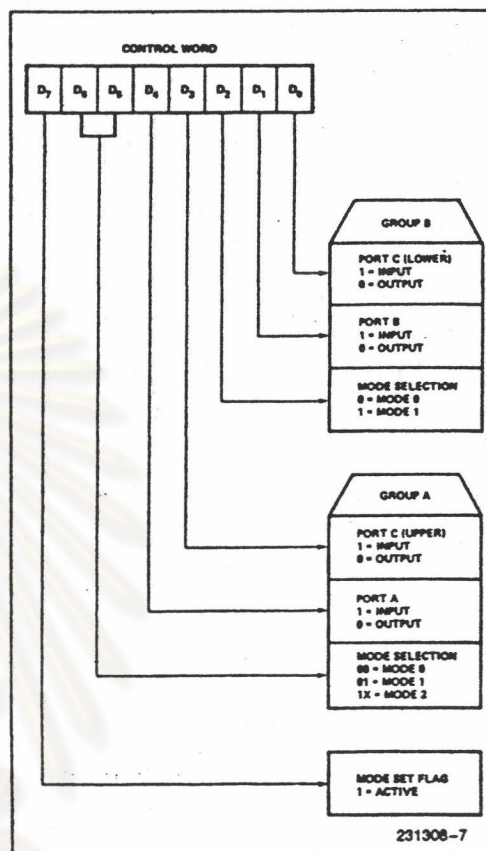 CONTROL WORD
D7 D6 D5 D4 D3 D2 D1 D0
GROUP B
PORT C (LOWER)
1 = INPUT
0 = OUTPUT
PORT B
1 = INPUT
0 = OUTPUT
MODE SELECTION
0 = MODE 0
1 = MODE 1
GROUP A
PORT C (UPPER)
1 = INPUT
0 = OUTPUT
PORT A
1 = INPUT
0 = OUTPUT
MODE SELECTION
00 = MODE 0
01 = MODE 1
1X = MODE 2
MODE SET FLAG
1 = ACTIVE
231308-7